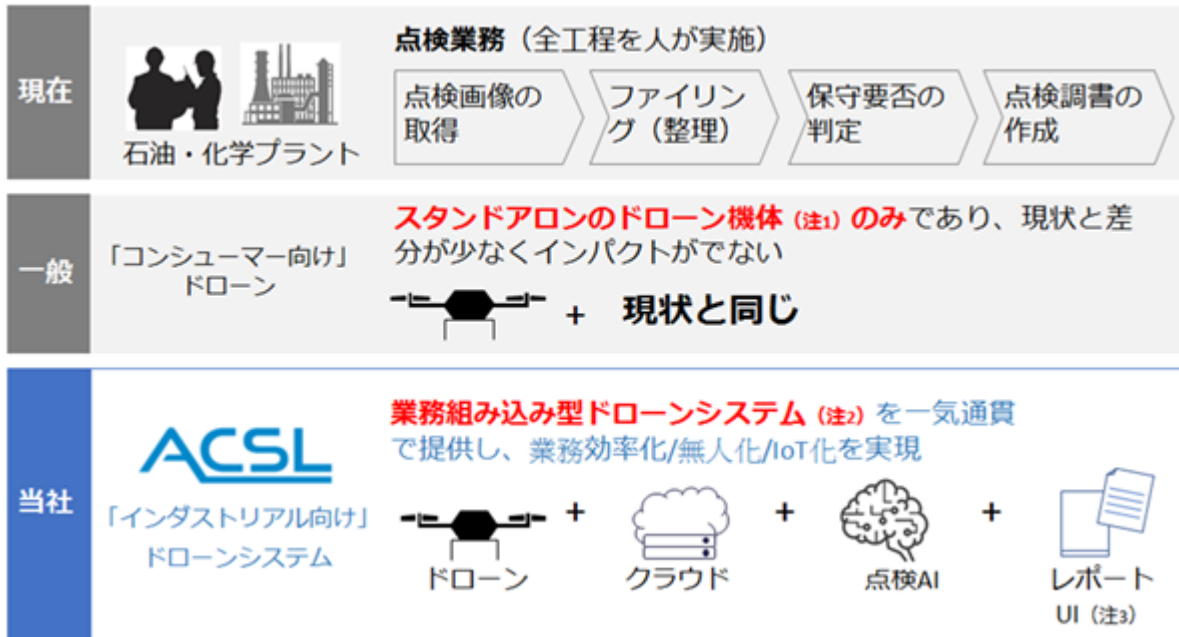 現在
石油・化学プラント
点検業務（全工程を人が実施）
点検画像の
取得
ファイリン
グ（整理）
保守要否の
判定
点検調書の
作成
一般
「コンシューマー向け」
ドローン
スタンドアロンのドローン機体（注1）のみであり、現状と差
分が少なくインパクトがでない
+ 現状と同じ
当社
ACSL
「インダストリアル向け」
ドローンシステム
業務組み込み型ドローンシステム（注2）を一気通貫
で提供し、業務効率化/無人化/IoT化を実現
+ + +
ドローン
クラウド
点検AI
レポート
UI（注3）